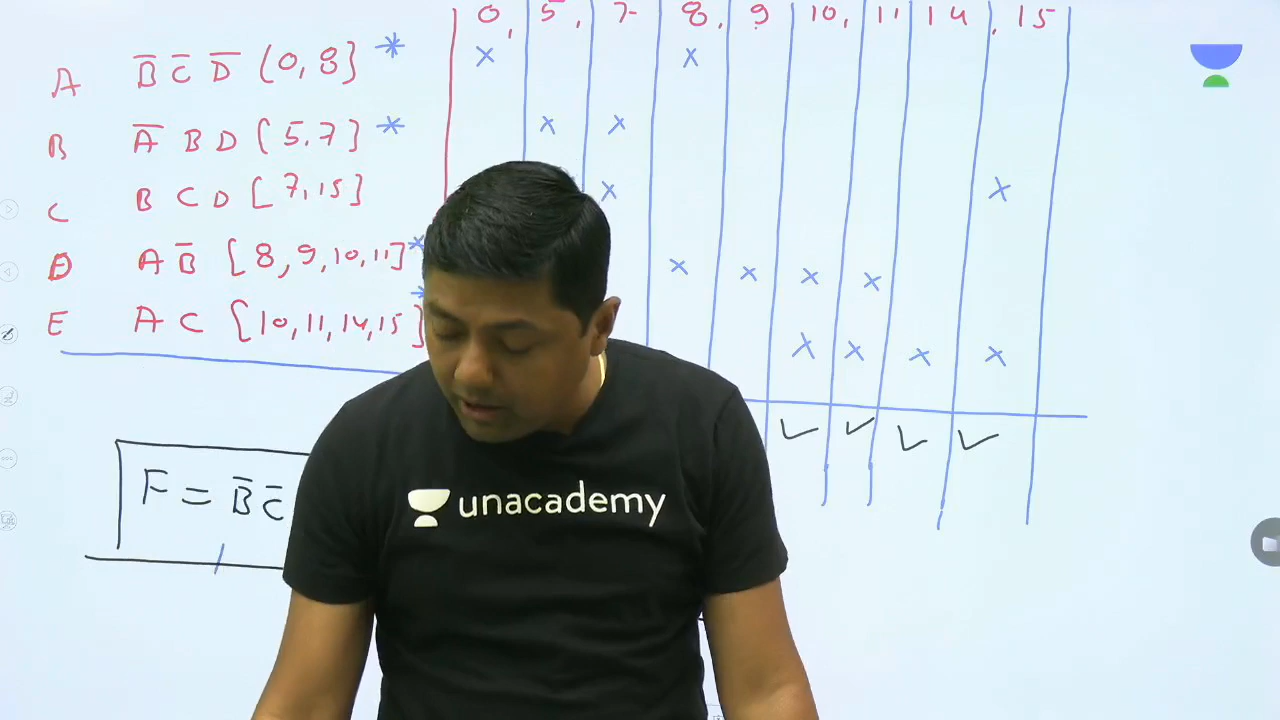 0, 5, 7 8, 9 10, 11 14, 15
A B̅ C̅ D̅ (0, 8] *
B A̅ B D [5.7] *
C B C D [7,15]
D A B̅ [8,9,10,11] *
E A C [10,11,14,15]
F = B̅ C̅
unacademy